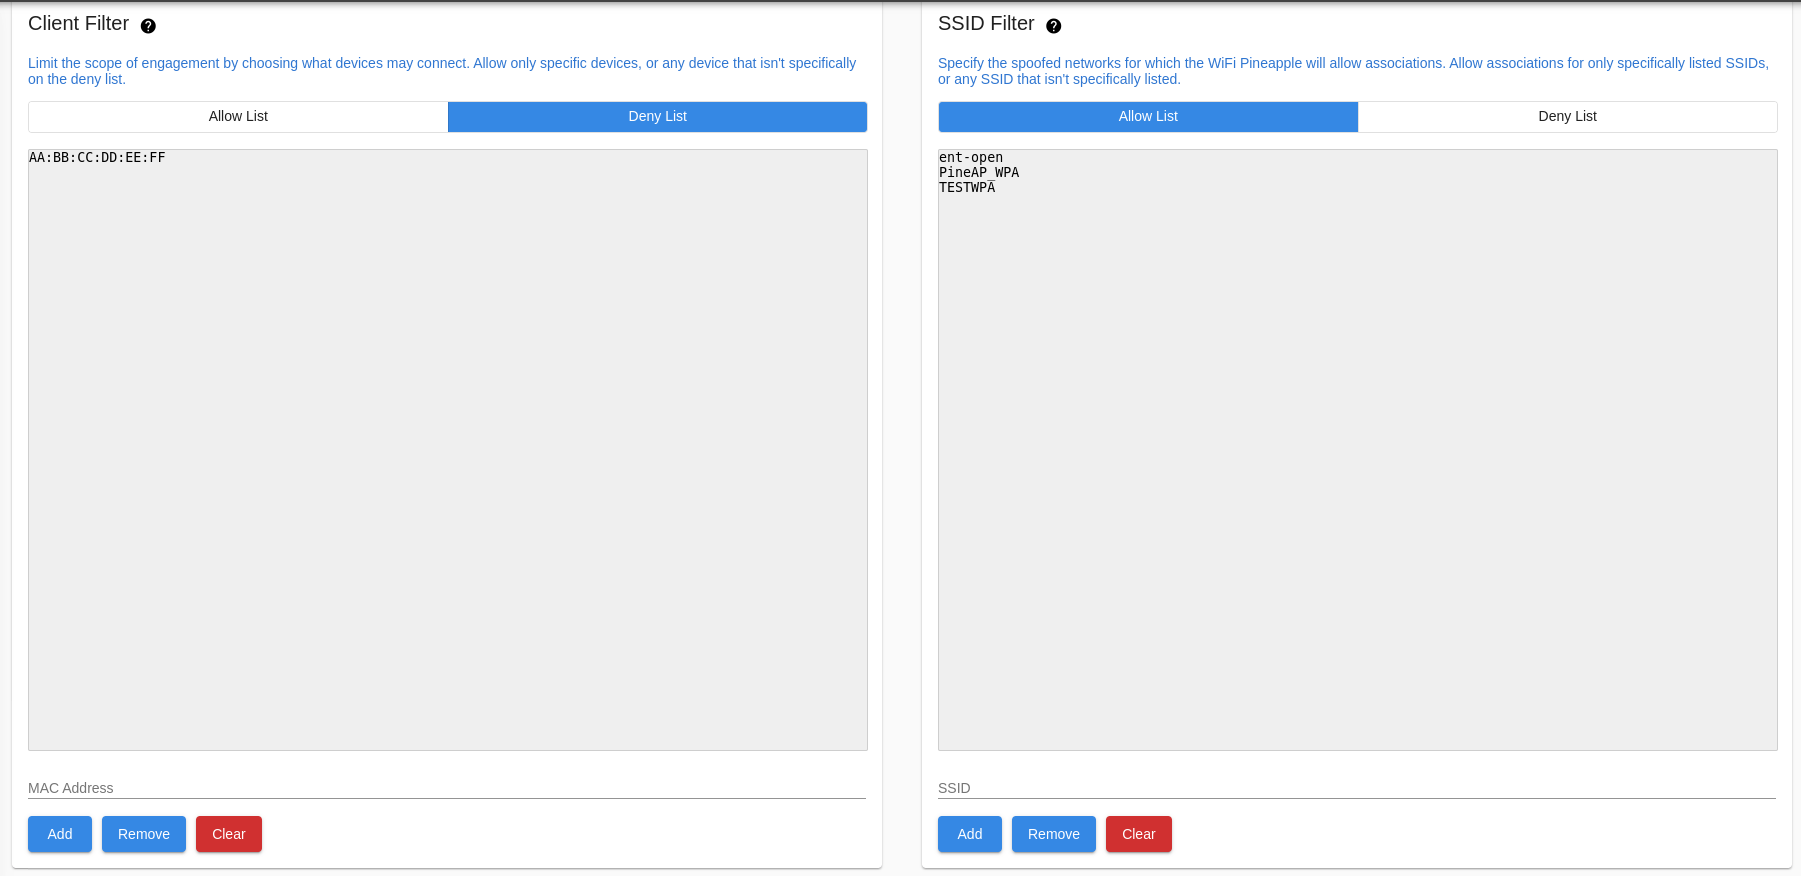 Client Filter
Limit the scope of engagement by choosing what devices may connect. Allow only specific devices, or any device that isn't specifically
on the deny list.
Allow List
Deny List
AA:BB:CC:DD:EE:FF
MAC Address
Add
Remove
Clear
SSID Filter
Specify the spoofed networks for which the WiFi Pineapple will allow associations. Allow associations for only specifically listed SSIDs,
or any SSID that isn't specifically listed.
Allow List
Deny List
ent-open
PineAP_WPA
TESTWPA
SSID
Add
Remove
Clear